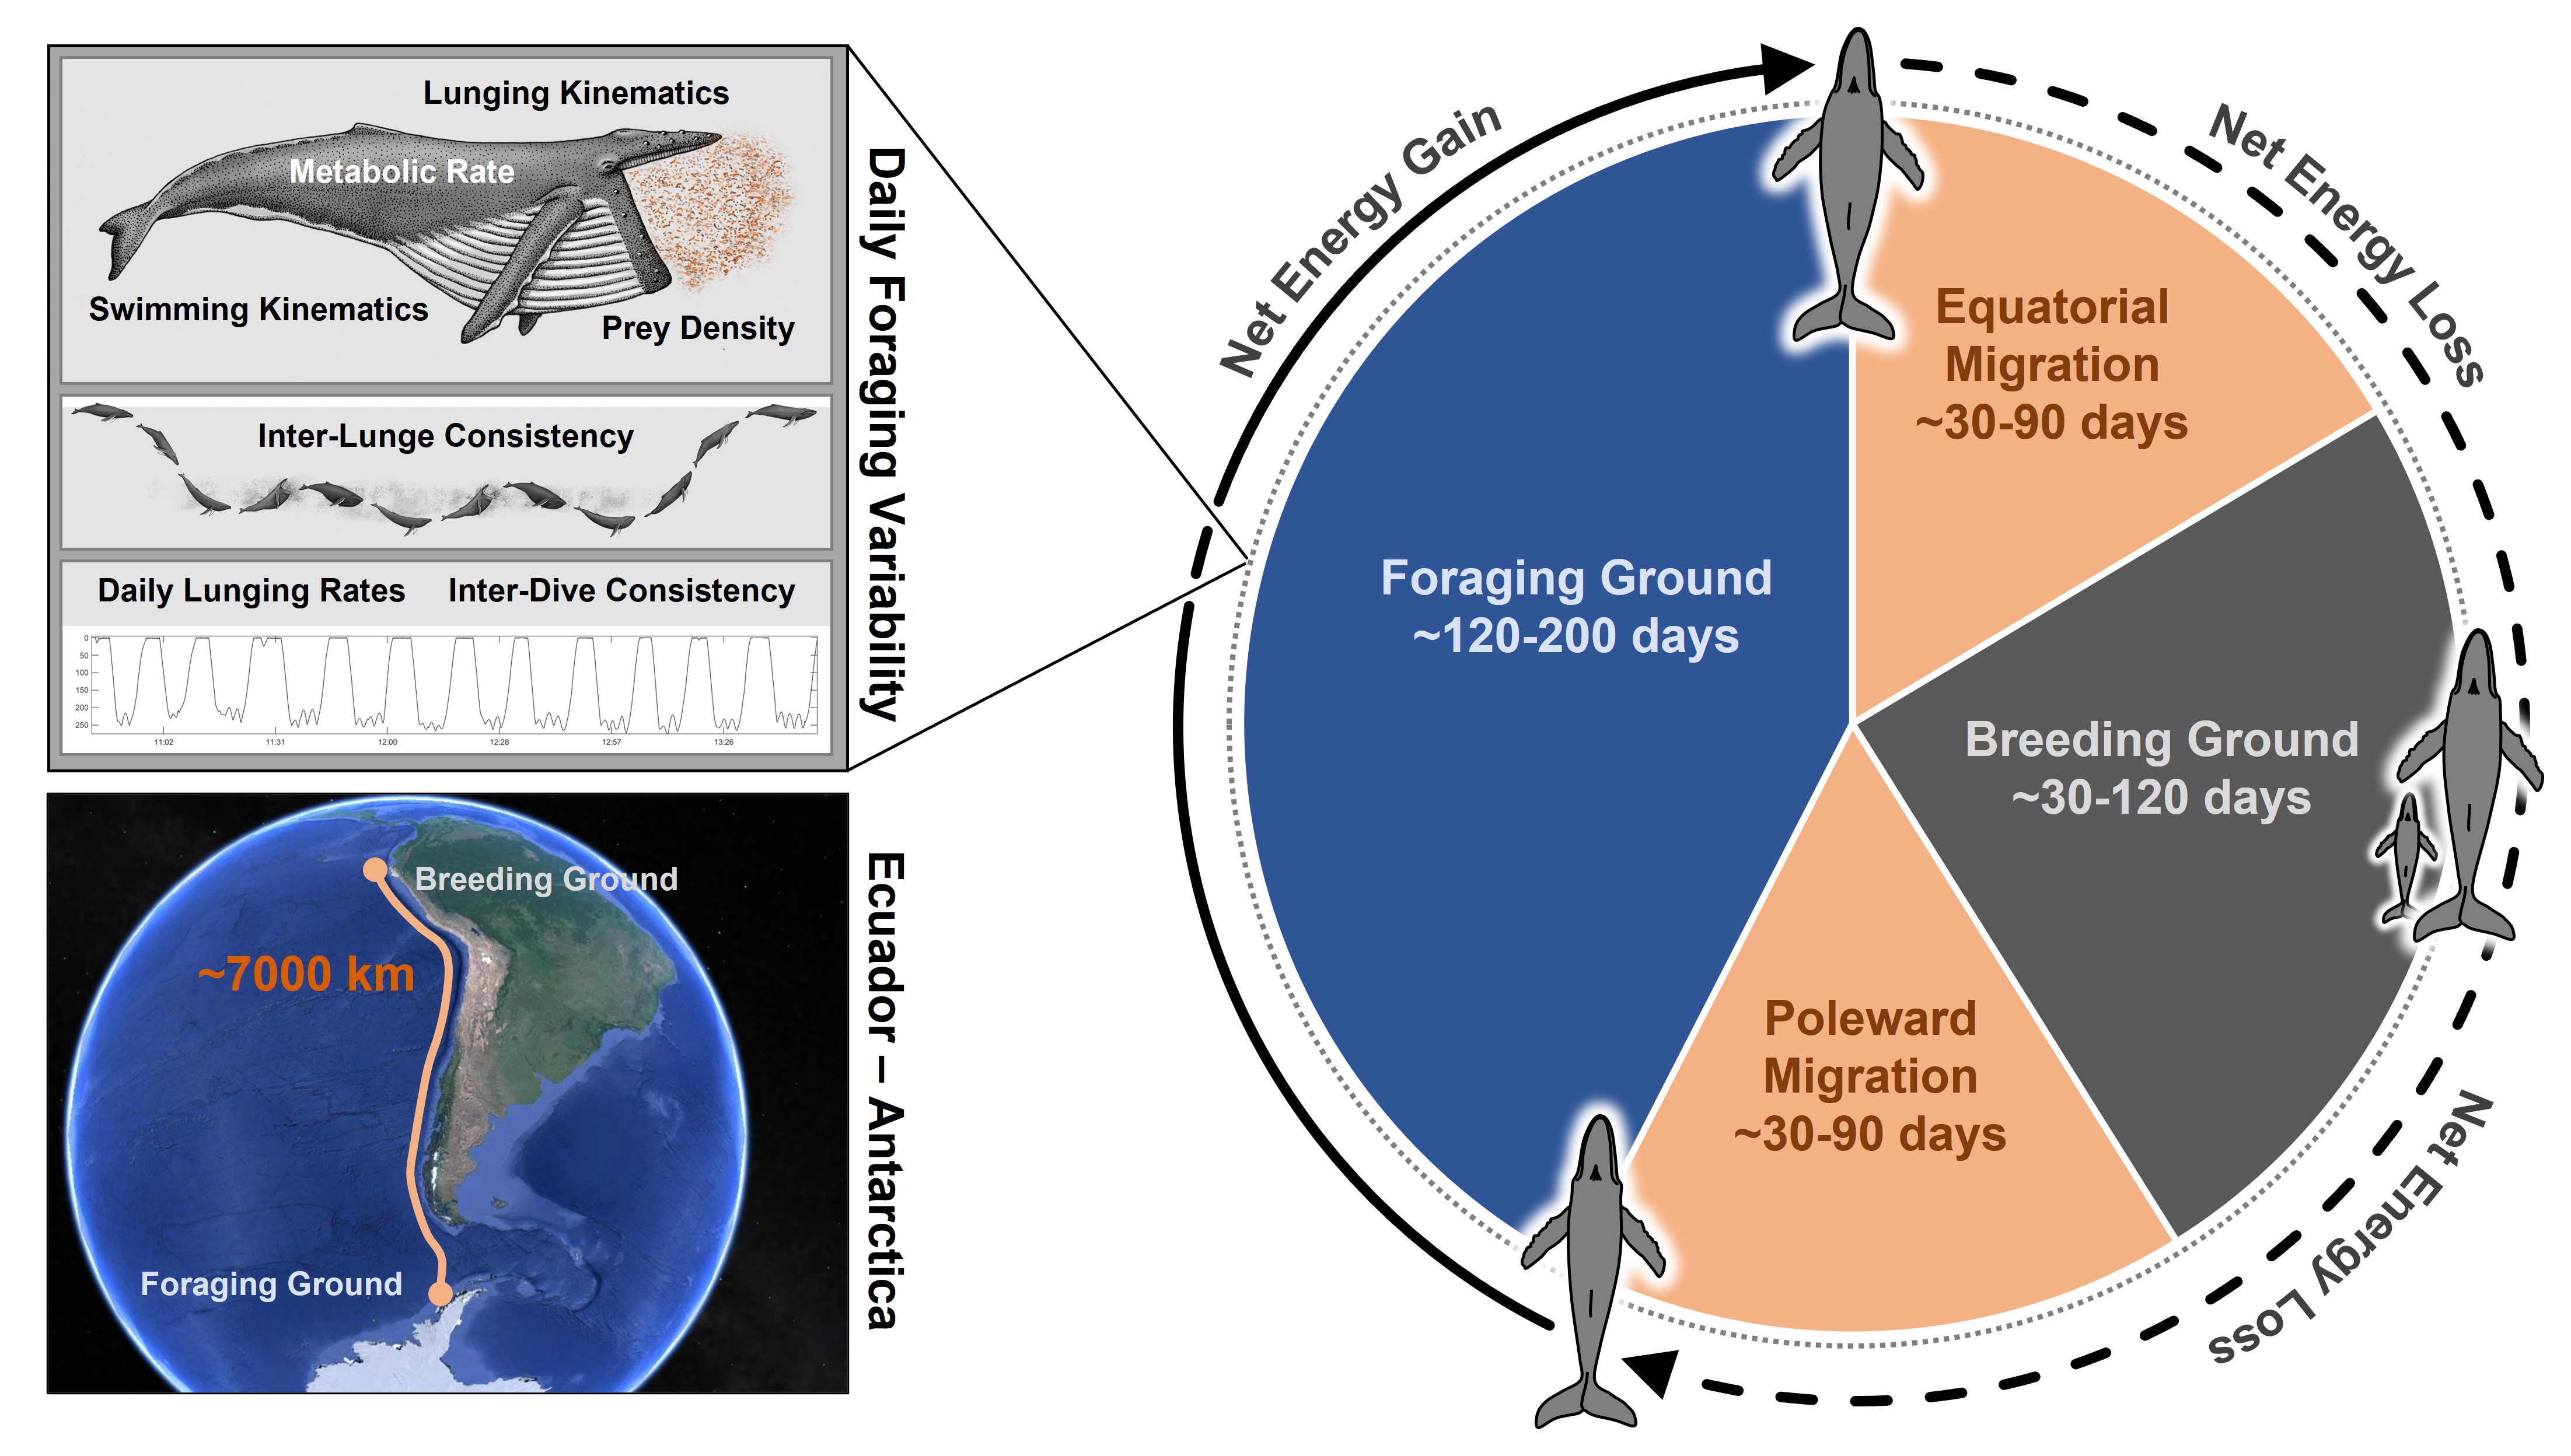 Lunging Kinematics
Metabolic Rate
Swimming Kinematics
Prey Density
Inter-Lunge Consistency
Daily Lunging Rates
Inter-Dive Consistency
0
50
100
150
200
250
11:02
11:31
12:00
12:28
12:57
13:26
Daily Foraging Variability
Breeding Ground
~7000 km
Foraging Ground
Ecuador – Antarctica
Net Energy Gain
Net Energy Loss
Equatorial
Migration
~30-90 days
Foraging Ground
~120-200 days
Breeding Ground
~30-120 days
Poleward
Migration
~30-90 days
Net Energy Loss